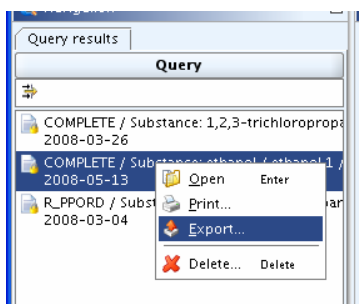 Query results
Query
COMPLETE / Substance: 1,2,3-trichloropropa
2008-03-26
COMPLETE / Substance: ethanol / ethanol 1 /
2008-05-13
Open Enter
R_PPORD / Subst
Print...
2008-03-04
Export...
Delete... Delete